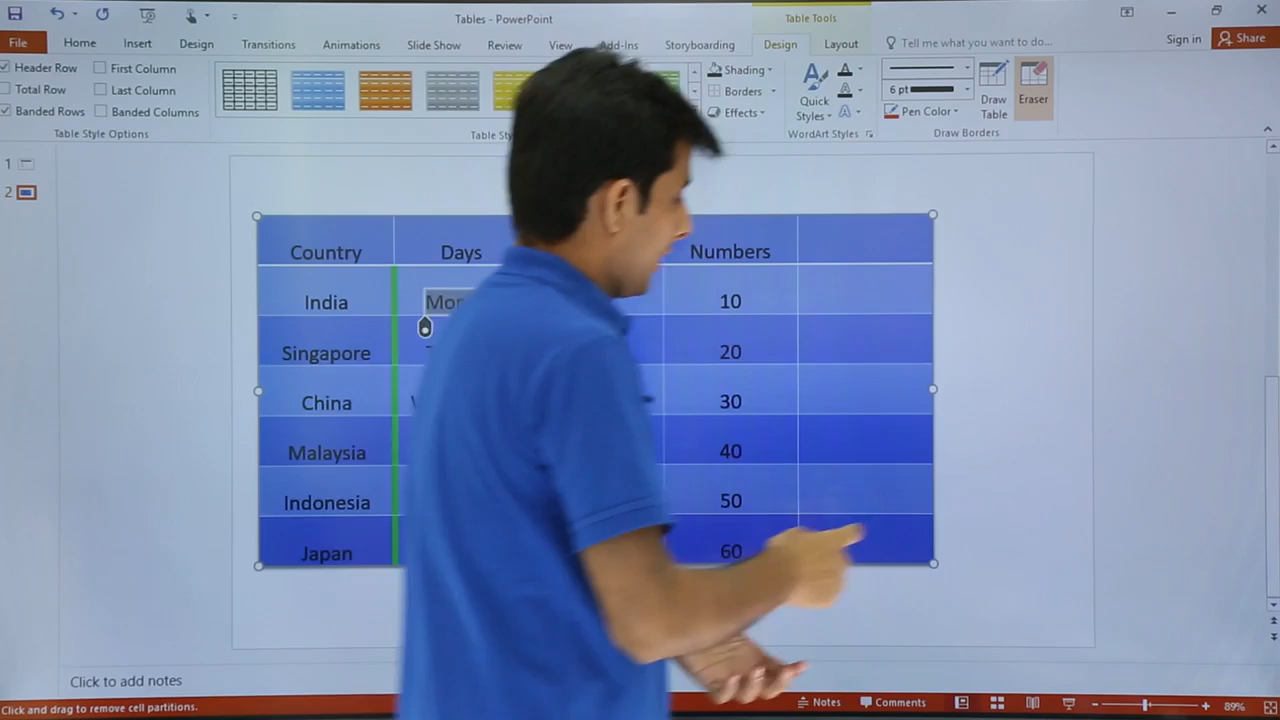 Tables - PowerPoint
Table Tools
File Home Insert Design Transitions Animations Slide Show Review View Add-Ins Storyboarding Design Layout Tell me what you want to do... Sign in Share
Header Row First Column
Total Row Last Column
Banded Rows Banded Columns
Table Style Options
Shading
Borders
Effects
Quick
Styles
WordArt Styles
6 pt
Pen Color
Draw
Table
Eraser
Draw Borders
1
2
Country Days Numbers
India 10
Singapore 20
China 30
Malaysia 40
Indonesia 50
Japan 60
Click to add notes
Click and drag to remove cell partitions.
Notes Comments 89%